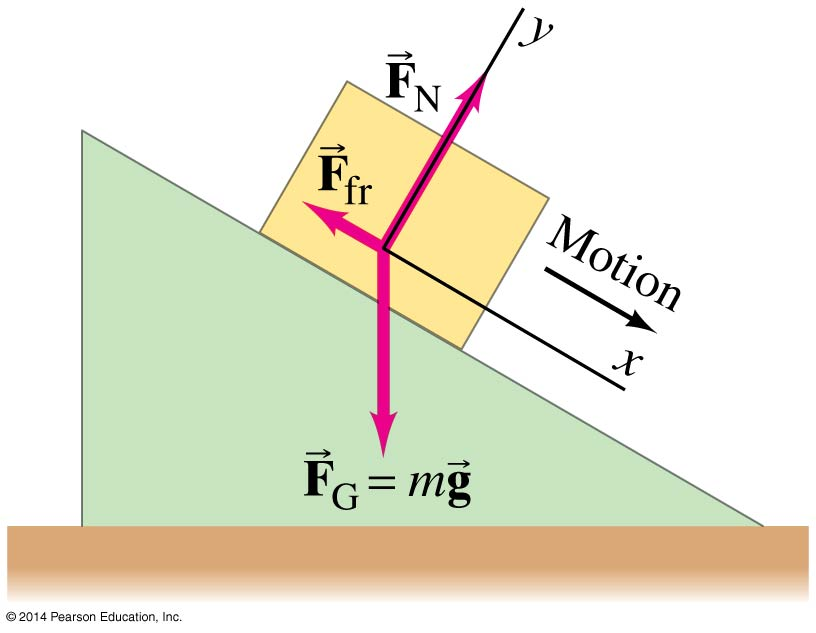 y
F⃗N
F⃗fr
Motion
x
F⃗G = mg⃗
© 2014 Pearson Education, Inc.